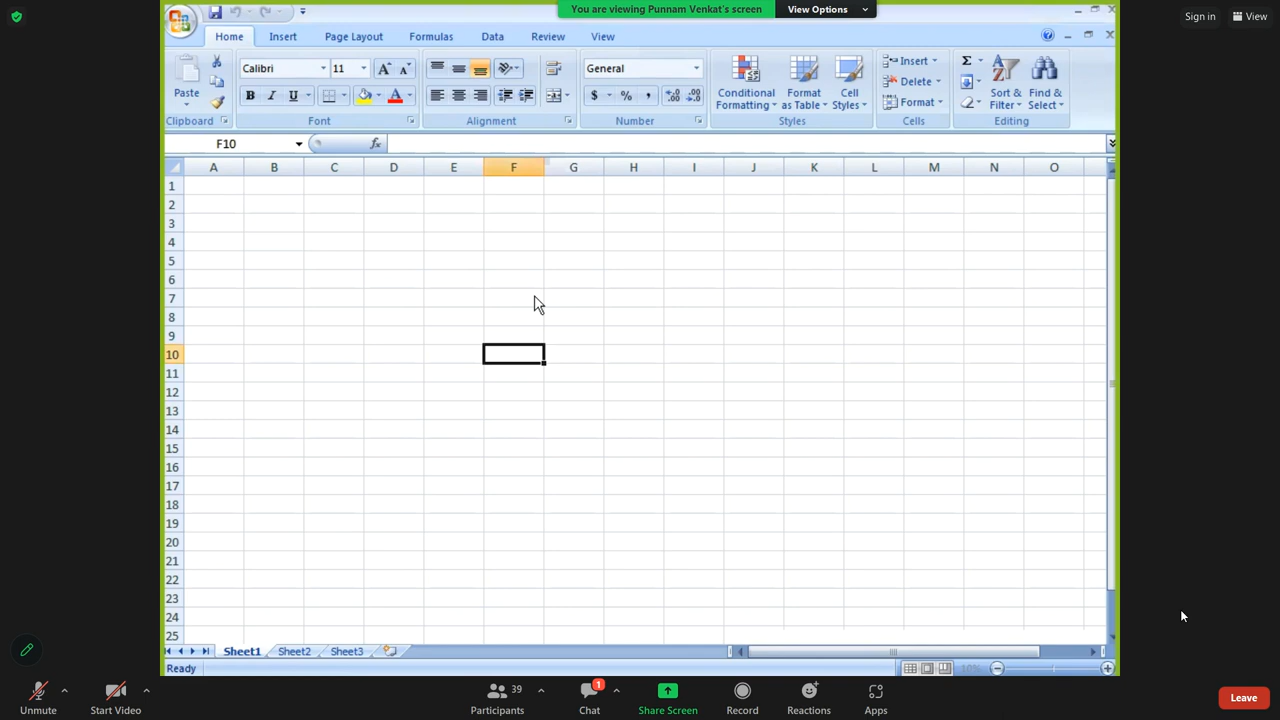 You are viewing Punnam Venkat's screen View Options
Sign in View
Home Insert Page Layout Formulas Data Review View
Calibri 11 General
Paste B I U $ % ,
Conditional Formatting
Format as Table
Cell Styles
Insert
Delete
Format
Σ
Sort & Filter
Find & Select
Clipboard Font Alignment Number Styles Cells Editing
F10 fx
A B C D E F G H I J K L M N O
1
2
3
4
5
6
7
8
9
10
11
12
13
14
15
16
17
18
19
20
21
22
23
24
25
Sheet1 Sheet2 Sheet3
Ready
39 1
Unmute Start Video Participants Chat Share Screen Record Reactions Apps Leave